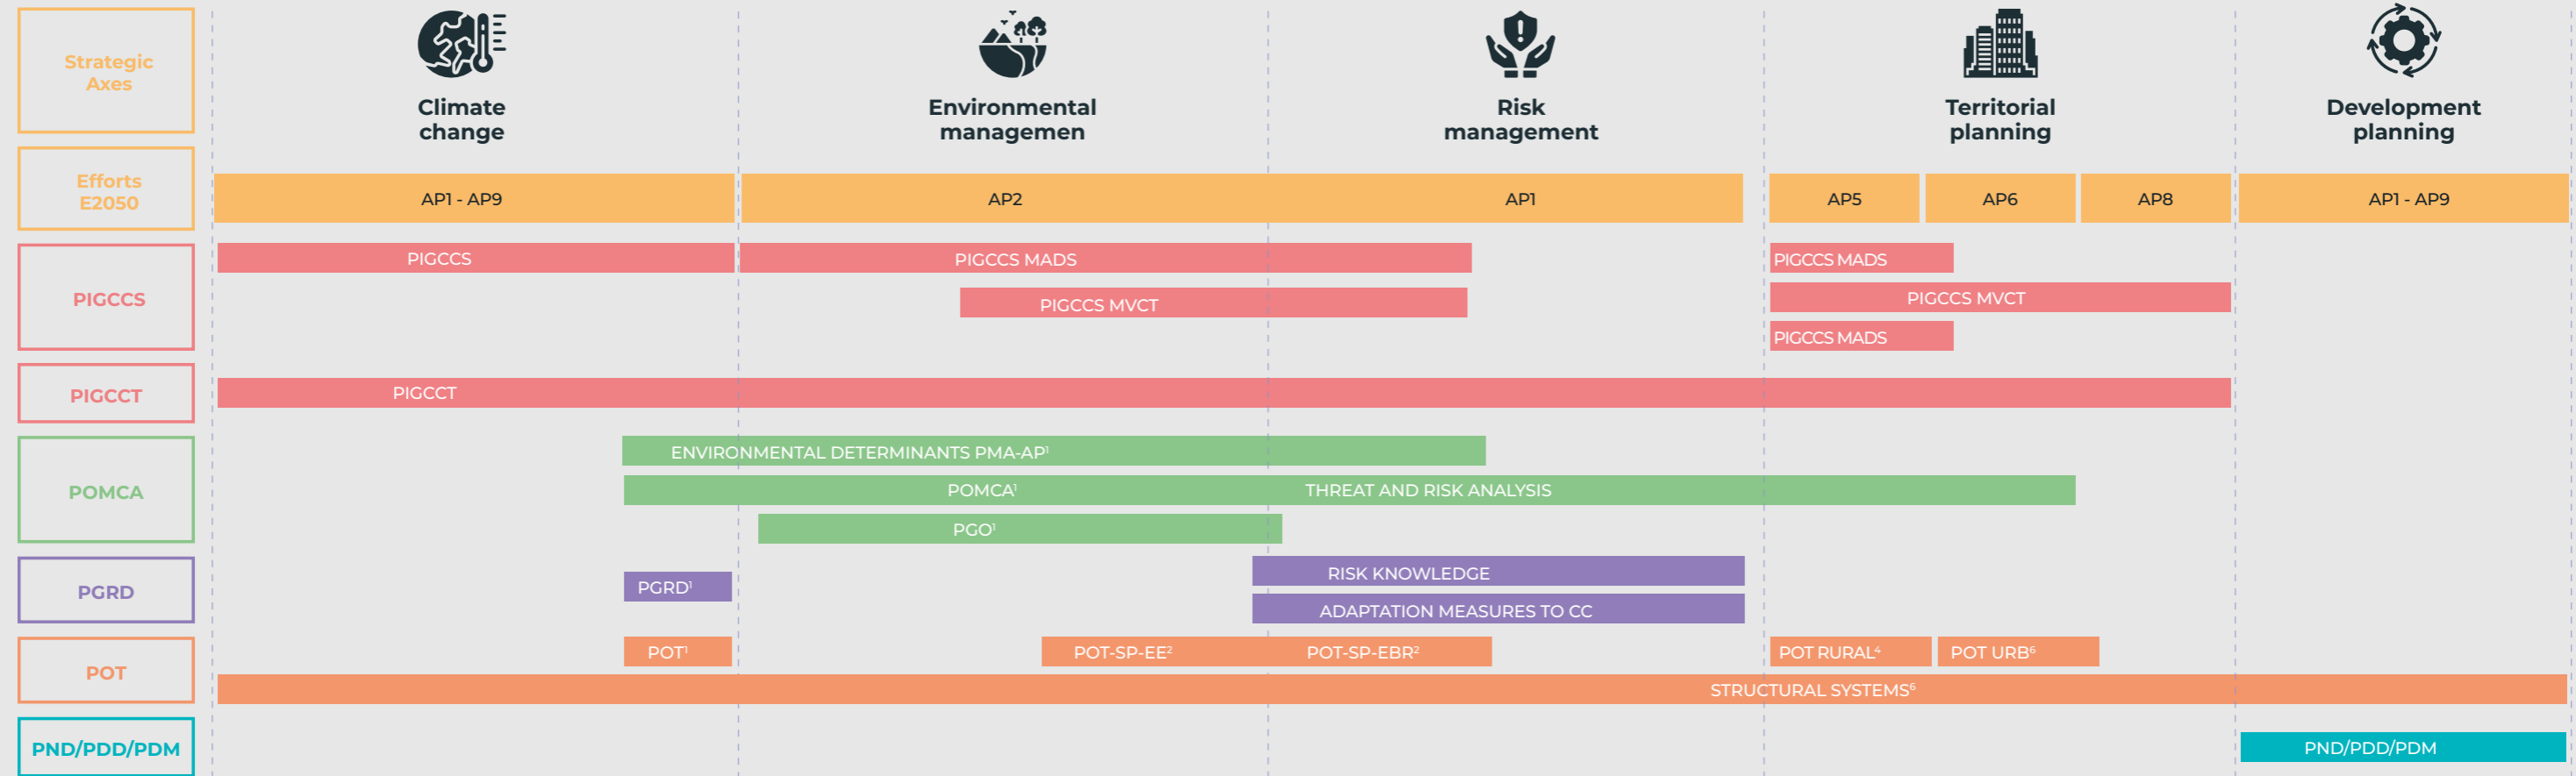 Strategic
Axes
Climate
change
Environmental
managemen
Risk
management
Territorial
planning
Development
planning
Efforts
E2050
AP1 - AP9
AP2
AP1
AP5
AP6
AP8
AP1 - AP9
PIGCCS
PIGCCS
PIGCCS MADS
PIGCCS MADS
PIGCCS MVCT
PIGCCS MVCT
PIGCCS MADS
PIGCCT
PIGCCT
POMCA
ENVIRONMENTAL DETERMINANTS PMA-AP¹
POMCA¹
THREAT AND RISK ANALYSIS
PGO¹
PGRD
PGRD¹
RISK KNOWLEDGE
ADAPTATION MEASURES TO CC
POT
POT¹
POT-SP-EE²
POT-SP-EBR²
POT RURAL⁴
POT URB⁶
STRUCTURAL SYSTEMS⁶
PND/PDD/PDM
PND/PDD/PDM